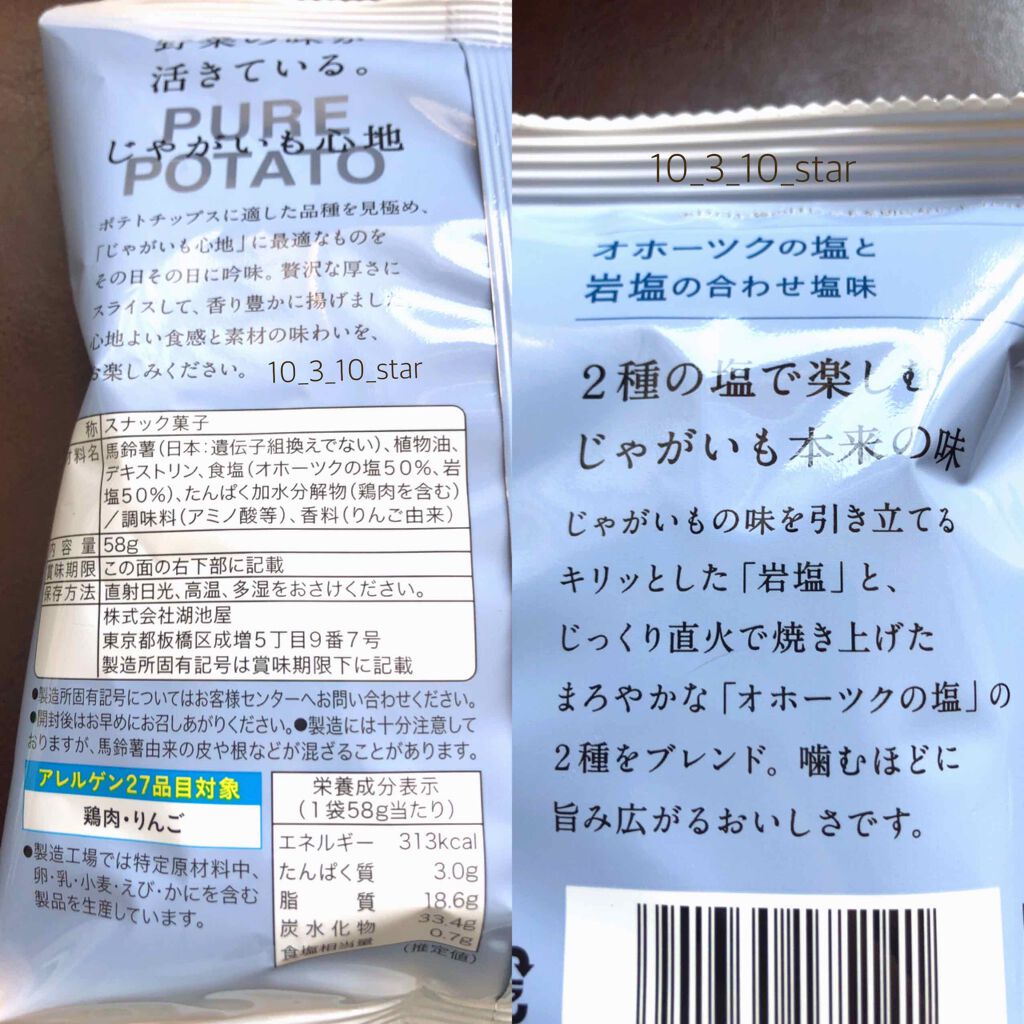 野菜の味が
活きている。
PURE
POTATO
じゃがいも心地
ポテトチップスに適した品種を見極め、
「じゃがいも心地」に最適なものを
その日その日に吟味。贅沢な厚さに
スライスして、香り豊かに揚げました
心地よい食感と素材の味わいを、
お楽しみください。
10_3_10_star
称 スナック菓子
材料名 馬鈴薯(日本:遺伝子組換えでない)、植物油、
デキストリン、食塩(オホーツクの塩50%、岩
塩50%)、たんぱく加水分解物(鶏肉を含む)
/調味料(アミノ酸等)、香料(りんご由来)
内容量 58g
賞味期限 この面の右下部に記載
保存方法 直射日光、高温、多湿をおさけください。
株式会社湖池屋
東京都板橋区成増5丁目9番7号
製造所固有記号は賞味期限下に記載
●製造所固有記号についてはお客様センターへお問い合わせください。
●開封後はお早めにお召しあがりください。●製造には十分注意して
おりますが、馬鈴薯由来の皮や根などが混ざることがあります。
アレルゲン27品目対象
鶏肉・りんご
●製造工場では特定原材料中、
卵・乳・小麦・えび・かにを含む
製品を生産しています。
栄養成分表示
(1袋58g当たり)
エネルギー 313kcal
たんぱく質 3.0g
脂質 18.6g
炭水化物 33.4g
食塩相当量 0.7g
(推定値)
10_3_10_star
オホーツクの塩と
岩塩の合わせ塩味
2種の塩で楽しむ
じゃがいも本来の味
じゃがいもの味を引き立てる
キリッとした「岩塩」と、
じっくり直火で焼き上げた
まろやかな「オホーツクの塩」の
2種をブレンド。噛むほどに
旨み広がるおいしさです。